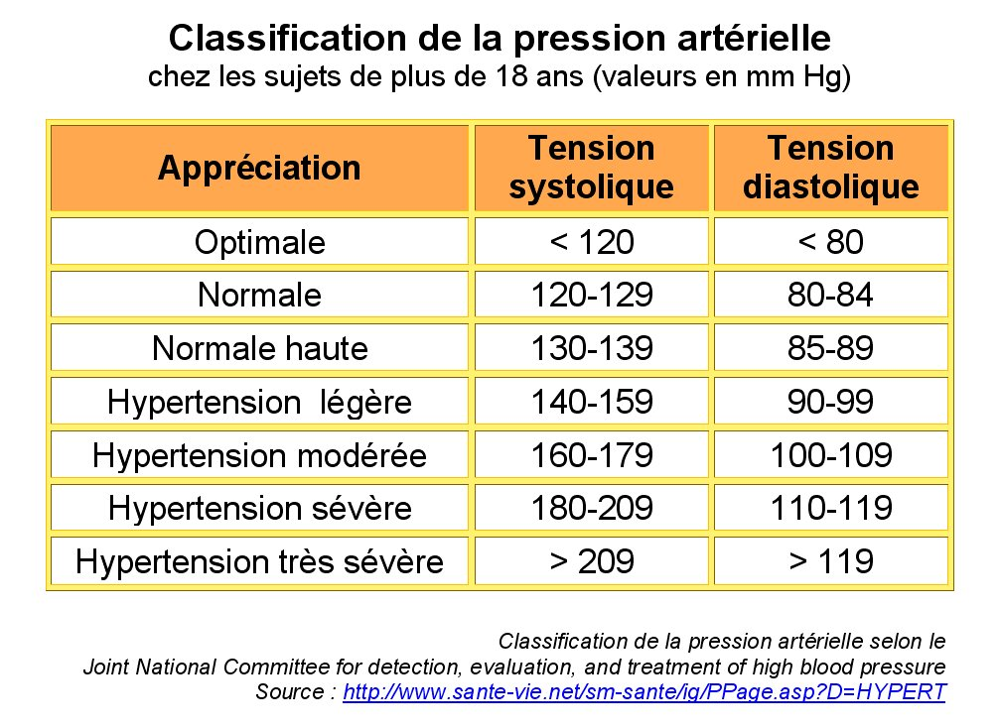 Classification de la pression artérielle
chez les sujets de plus de 18 ans (valeurs en mm Hg)
Appréciation
Tension
systolique
Tension
diastolique
Optimale < 120 < 80
Normale 120-129 80-84
Normale haute 130-139 85-89
Hypertension légère 140-159 90-99
Hypertension modérée 160-179 100-109
Hypertension sévère 180-209 110-119
Hypertension très sévère > 209 > 119
Classification de la pression artérielle selon le
Joint National Committee for detection, evaluation, and treatment of high blood pressure
Source : http://www.sante-vie.net/sm-sante/ig/PPage.asp?D=HYPERT